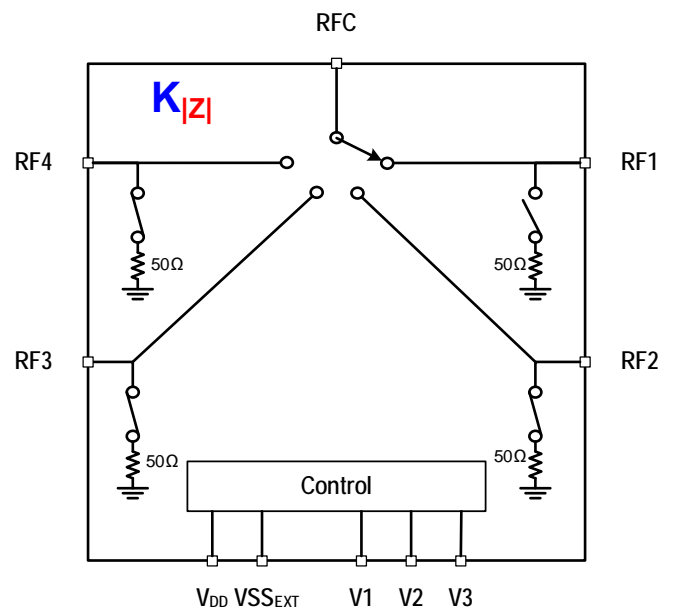 RFC
K|Z|
RF4
RF1
50Ω
50Ω
RF3
RF2
50Ω
50Ω
Control
VDD VSSEXT V1 V2 V3